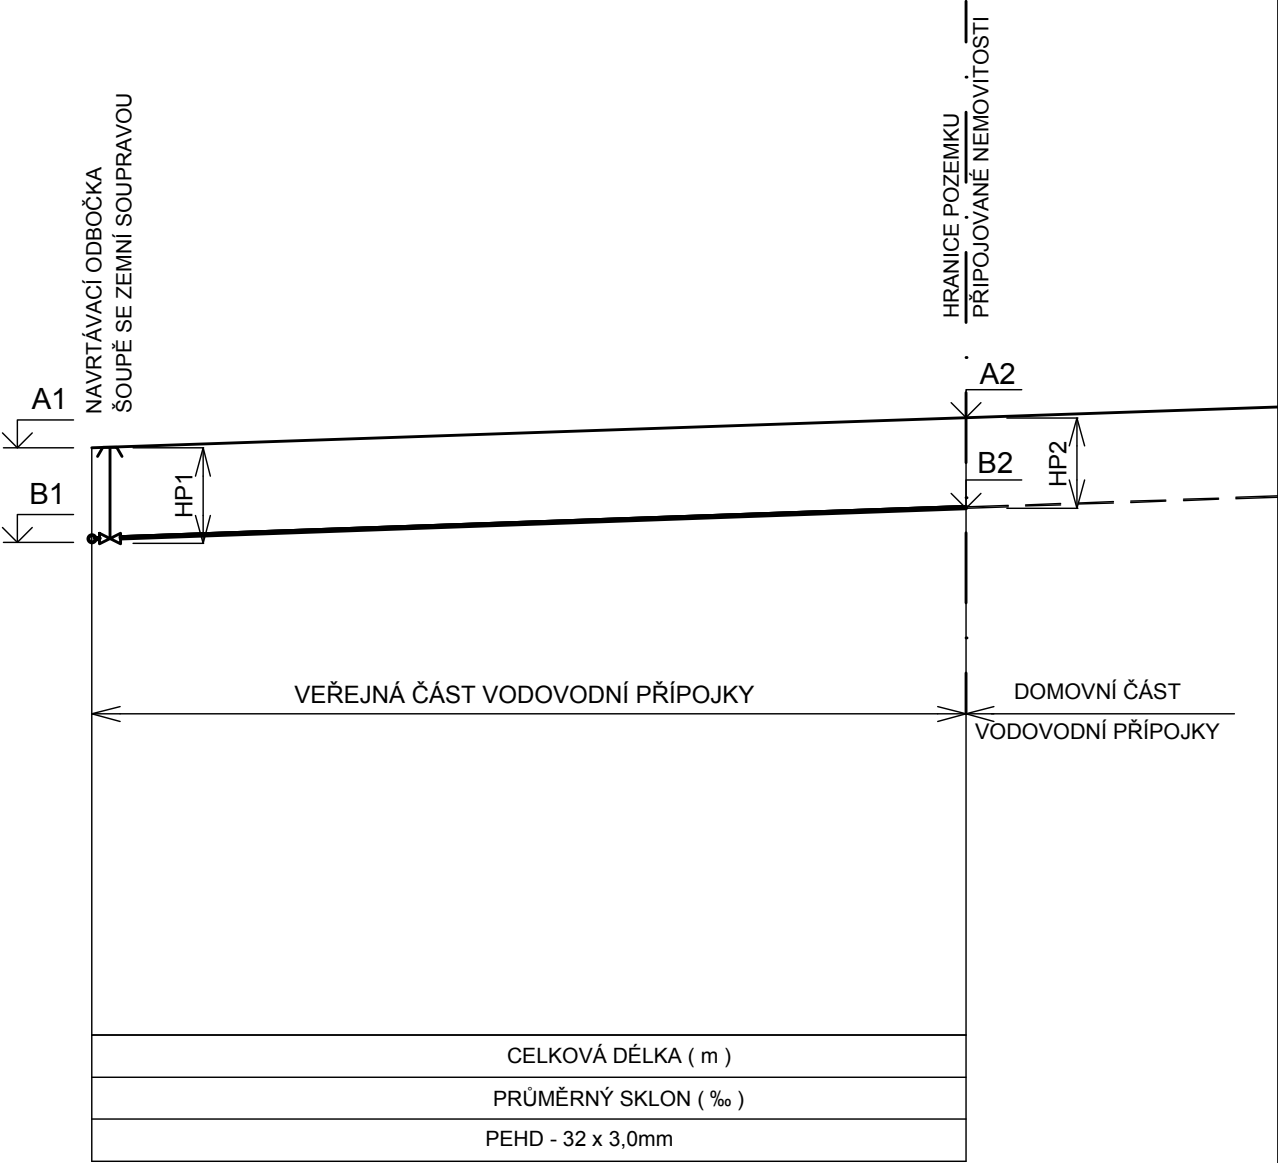 NAVRTÁVACÍ ODBOČKA
ŠOUPĚ SE ZEMNÍ SOUPRAVOU
HRANICE POZEMKU
PŘIPOJOVANÉ NEMOVITOSTI
A1
A2
B1
HP1
B2
HP2
VEŘEJNÁ ČÁST VODOVODNÍ PŘÍPOJKY
DOMOVNÍ ČÁST
VODOVODNÍ PŘÍPOJKY
CELKOVÁ DÉLKA ( m )
PRŮMĚRNÝ SKLON ( ‰ )
PEHD - 32 x 3,0mm